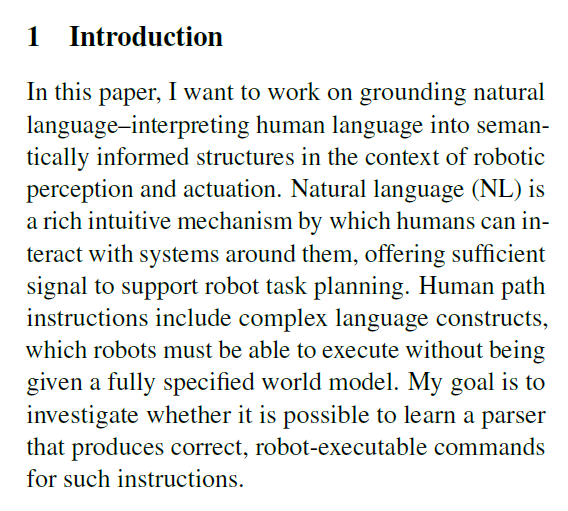 1 Introduction
In this paper, I want to work on grounding natural
language–interpreting human language into seman-
tically informed structures in the context of robotic
perception and actuation. Natural language (NL) is
a rich intuitive mechanism by which humans can in-
teract with systems around them, offering sufficient
signal to support robot task planning. Human path
instructions include complex language constructs,
which robots must be able to execute without being
given a fully specified world model. My goal is to
investigate whether it is possible to learn a parser
that produces correct, robot-executable commands
for such instructions.